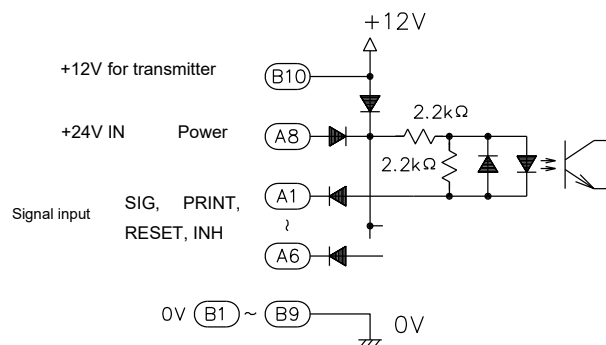 +12V
+12V for transmitter B10
2.2kΩ
+24V IN Power A8
2.2kΩ
Signal input SIG, PRINT, A1
RESET, INH ~
A6
0V B1 ~ B9 0V